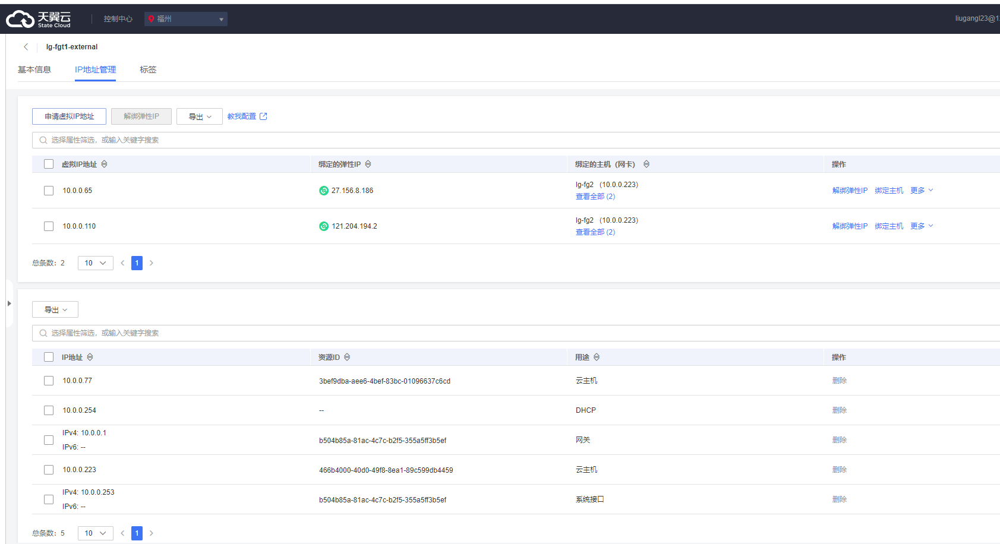 天翼云
State Cloud
控制中心
福州
liugangl23@1
lg-fgt1-external
基本信息
IP地址管理
标签
申请虚拟IP地址
解绑弹性IP
导出
教我配置
选择属性筛选，或输入关键字搜索
虚拟IP地址
绑定的弹性IP
绑定的主机（网卡）
操作
10.0.0.65
27.156.8.186
lg-fg2 （10.0.0.223）
查看全部 (2)
解绑弹性IP
绑定主机
更多
10.0.0.110
121.204.194.2
lg-fg2 （10.0.0.223）
查看全部 (2)
解绑弹性IP
绑定主机
更多
总条数：2
10
1
导出
选择属性筛选，或输入关键字搜索
IP地址
资源ID
用途
操作
10.0.0.77
3bef9dba-aee6-4bef-83bc-01096637c6cd
云主机
删除
10.0.0.254
--
DHCP
删除
IPv4: 10.0.0.1
IPv6: --
b504b85a-81ac-4c7c-b2f5-355a5ff3b5ef
网关
删除
10.0.0.223
466b4000-40d0-49f8-8ea1-89c599db4459
云主机
删除
IPv4: 10.0.0.253
IPv6: --
b504b85a-81ac-4c7c-b2f5-355a5ff3b5ef
系统接口
删除
总条数：5
10
1